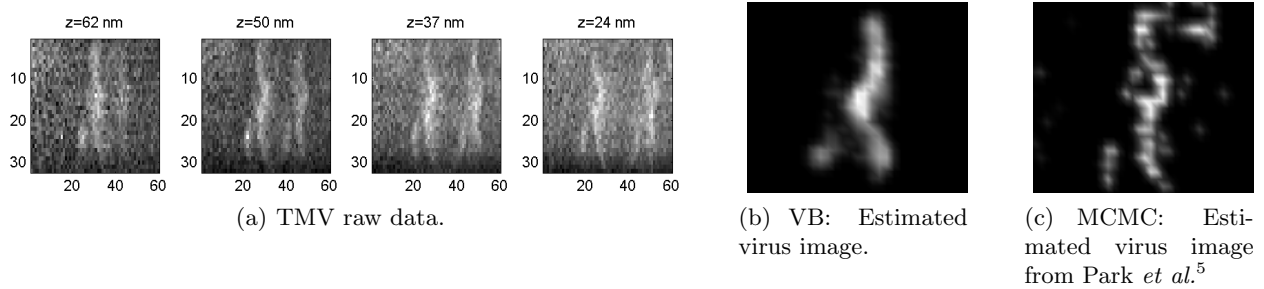 z=62 nm
z=50 nm
z=37 nm
z=24 nm
10
20
30
20 40 60
10
20
30
20 40 60
10
20
30
20 40 60
10
20
30
20 40 60
(a) TMV raw data.
(b) VB: Estimated
virus image.
(c) MCMC: Esti-
mated virus image
from Park et al.5